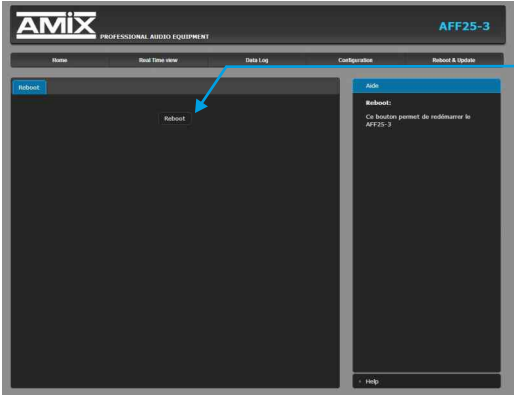 AMiX PROFESSIONAL AUDIO EQUIPMENT
AFF25-3
Home Real Time view Data Log Configuration Reboot & Update
Reboot
Reboot
Aide
Reboot:
Ce bouton permet de redémarrer le
AFF25-3
Help